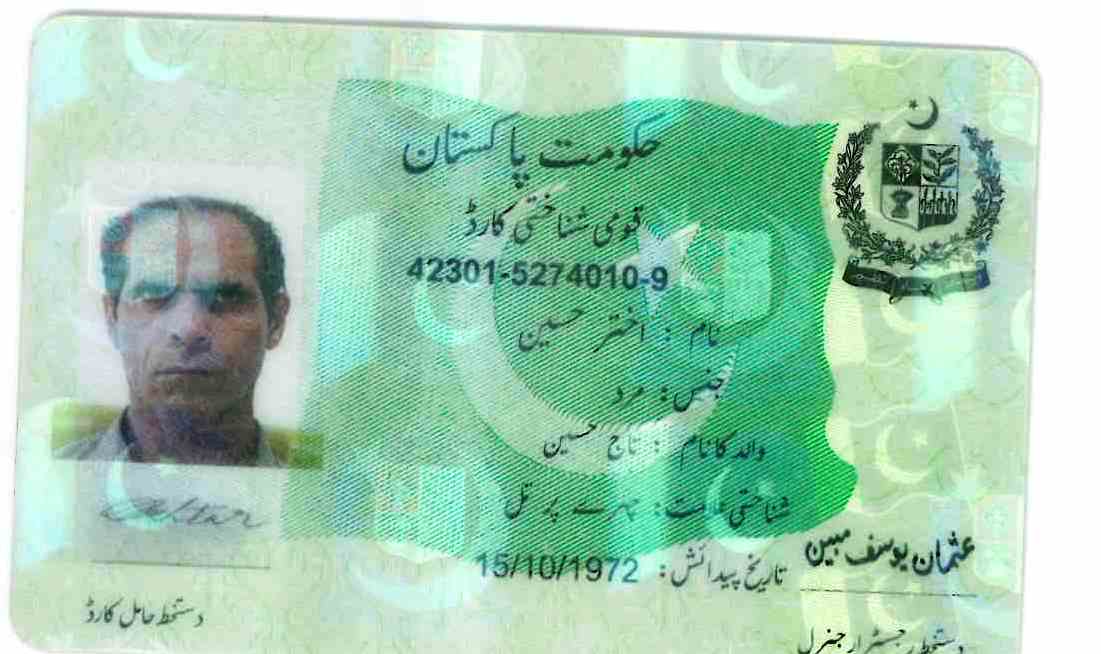 حکومت پاکستان
قومی شناختی کارڈ
42301-5274010-9
نام : اختر حسین
جنس : مرد
والد کا نام : تاج حسین
شناختی علامت : چہرے پر تل
تاریخ پیدائش : 15/10/1972
عثمان یوسف مبین
Akhtar
دستخط حامل کارڈ
دستخط رجسٹرار جنرل